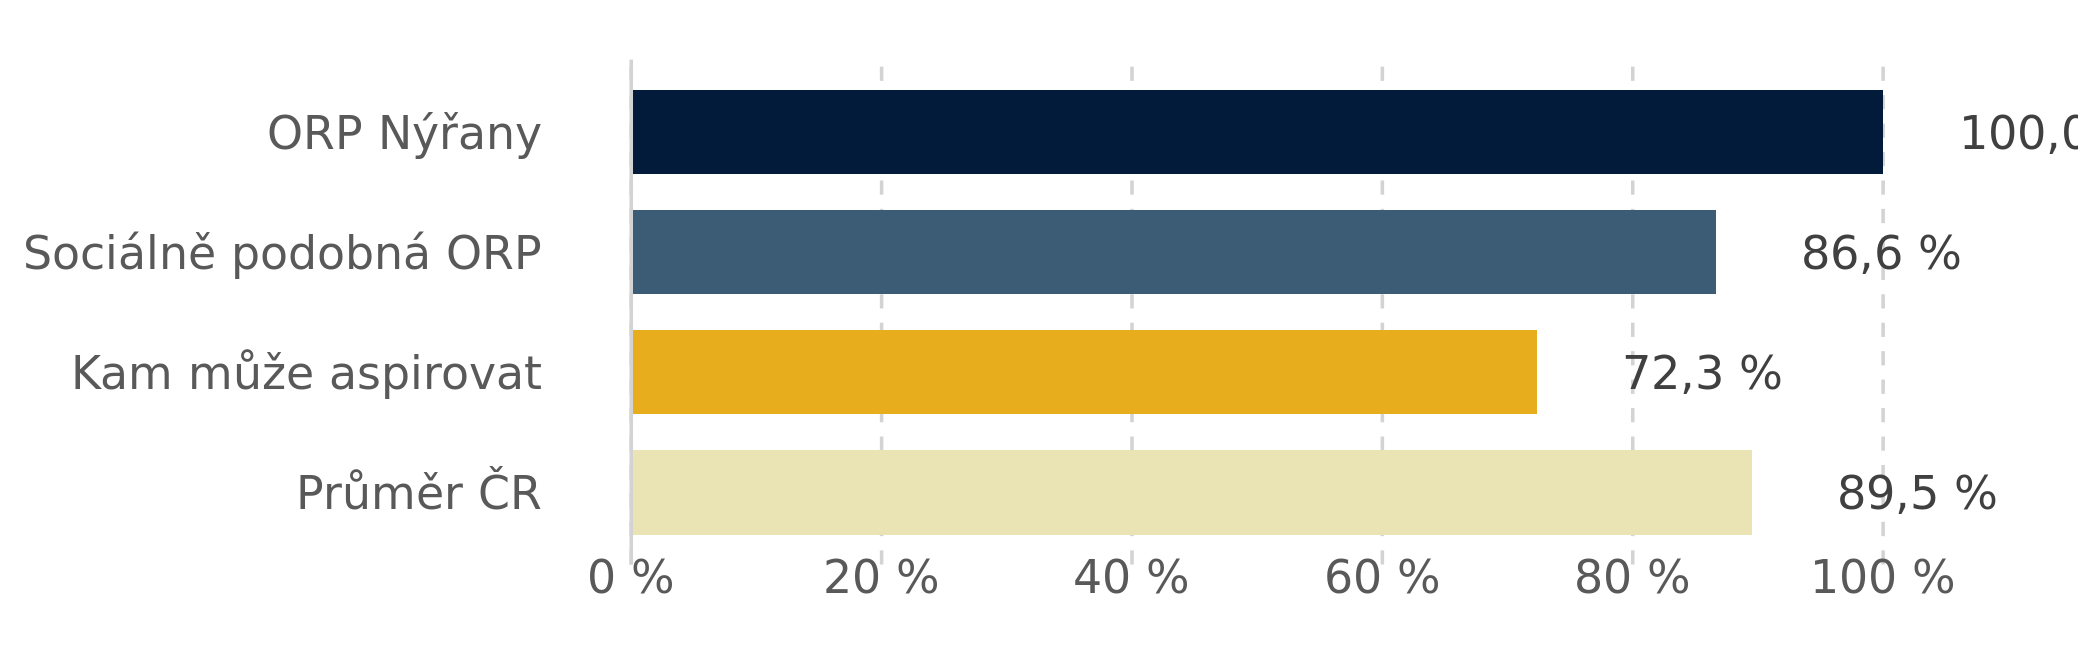 ORP Nýřany 100,0
Sociálně podobná ORP 86,6 %
Kam může aspirovat 72,3 %
Průměr ČR 89,5 %
0 % 20 % 40 % 60 % 80 % 100 %